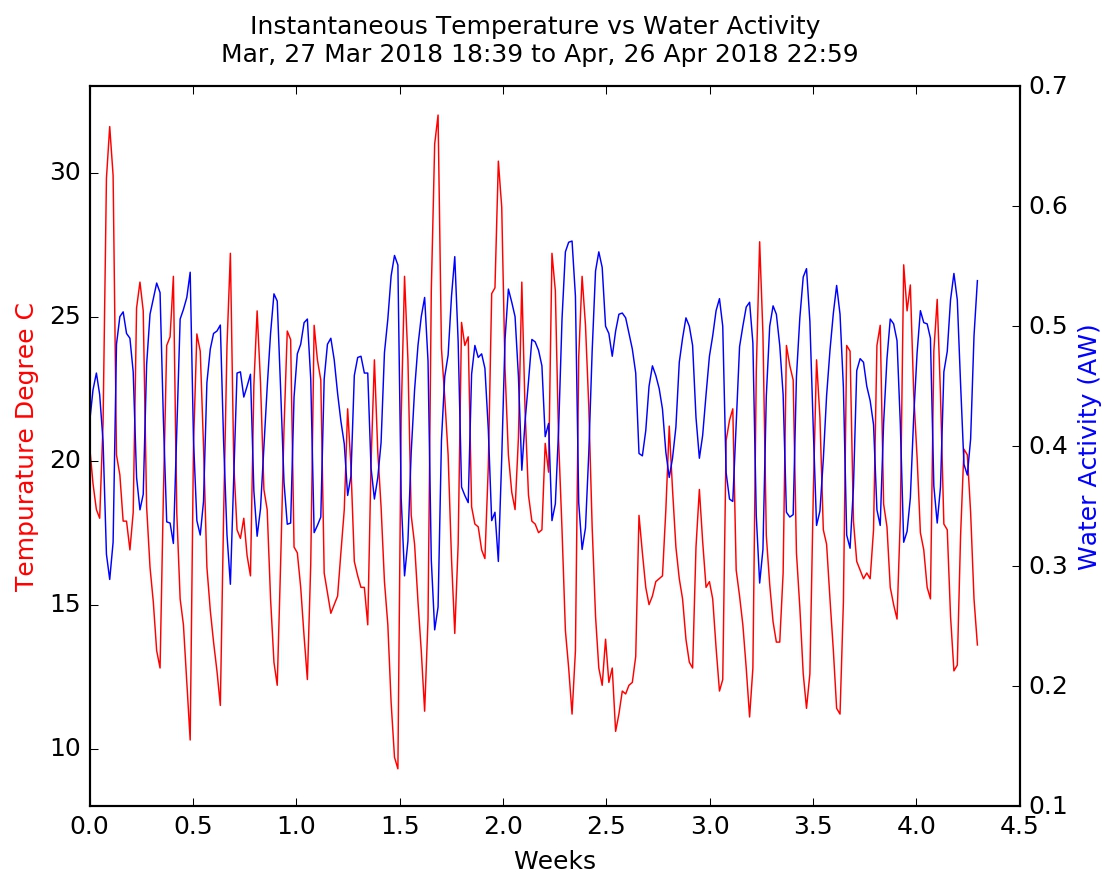 Instantaneous Temperature vs Water Activity
Mar, 27 Mar 2018 18:39 to Apr, 26 Apr 2018 22:59
Tempurature Degree C
30
25
20
15
10
0.7
0.6
0.5
0.4
0.3
0.2
0.1
Water Activity (AW)
0.0 0.5 1.0 1.5 2.0 2.5 3.0 3.5 4.0 4.5
Weeks